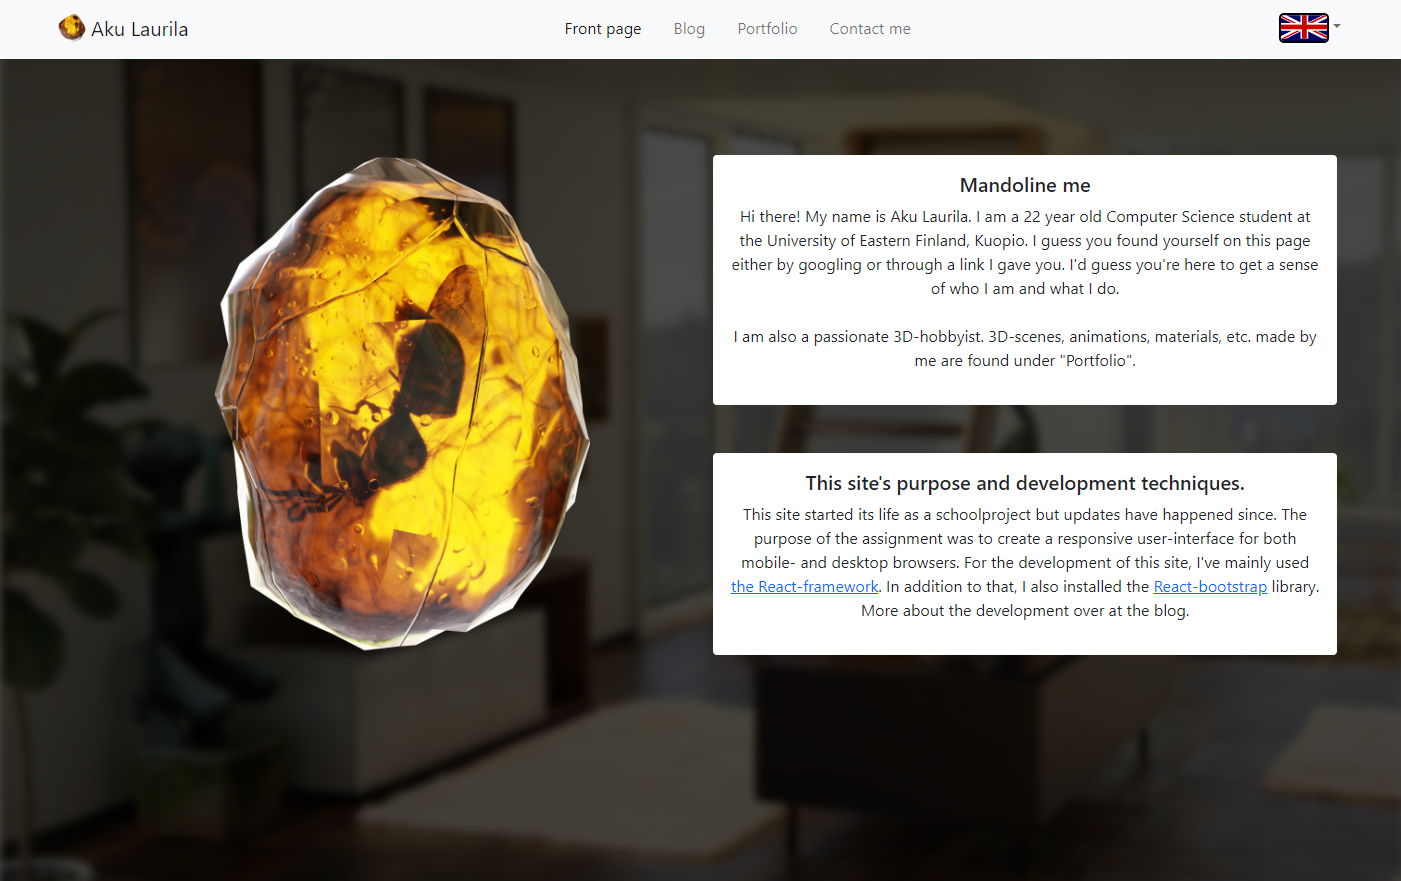 Aku Laurila
Front page
Blog
Portfolio
Contact me
Mandoline me
Hi there! My name is Aku Laurila. I am a 22 year old Computer Science student at
the University of Eastern Finland, Kuopio. I guess you found yourself on this page
either by googling or through a link I gave you. I'd guess you're here to get a sense
of who I am and what I do.
I am also a passionate 3D-hobbyist. 3D-scenes, animations, materials, etc. made by
me are found under "Portfolio".
This site's purpose and development techniques.
This site started its life as a schoolproject but updates have happened since. The
purpose of the assignment was to create a responsive user-interface for both
mobile- and desktop browsers. For the development of this site, I've mainly used
the React-framework. In addition to that, I also installed the React-bootstrap library.
More about the development over at the blog.